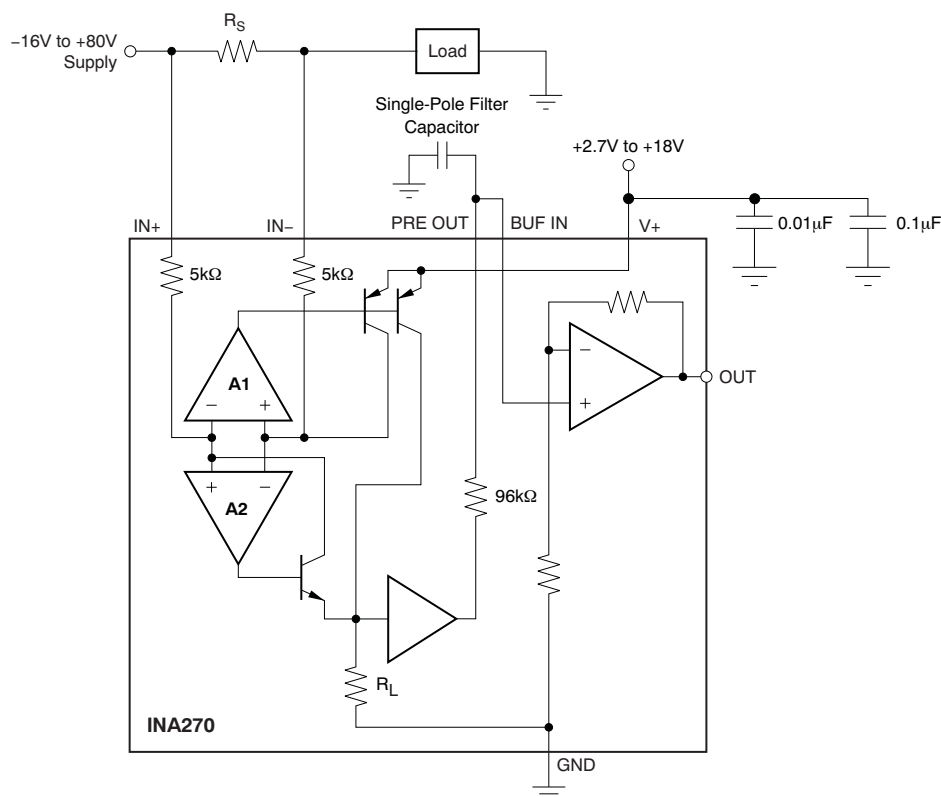 R_S
−16V to +80V
Supply
Load
Single-Pole Filter
Capacitor
+2.7V to +18V
IN+
IN−
PRE OUT
BUF IN
V+
0.01μF
0.1μF
5kΩ
5kΩ
A1
− +
−
+
OUT
+ −
A2
96kΩ
R_L
INA270
GND